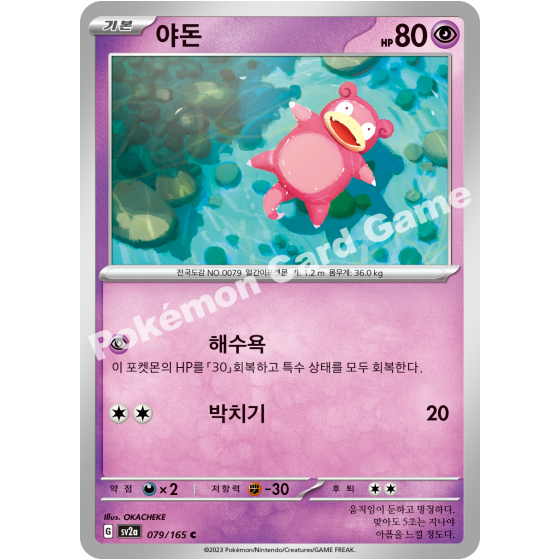 기본 야돈 HP 80
전국도감 NO.0079 얼간이포켓몬 키: 1.2 m 몸무게: 36.0 kg
Pokémon Card Game
해수욕
이 포켓몬의 HP를 「30」회복하고 특수 상태를 모두 회복한다.
박치기 20
약점 ×2 저항력 -30 후퇴
Illus. OKACHEKE
G sv2a 079/165 C
움직임이 둔하고 멍청하다.
맞아도 5초는 지나야
아픔을 느낄 정도다.
©2023 Pokémon/Nintendo/Creatures/GAME FREAK.